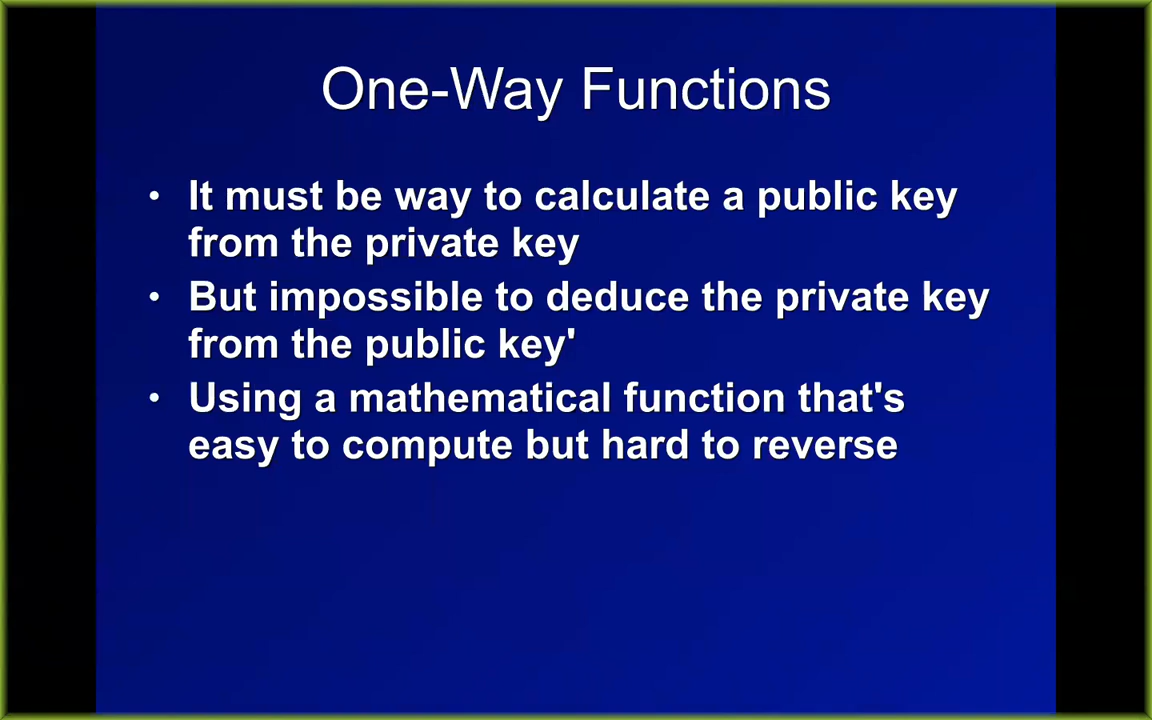 One-Way Functions
• It must be way to calculate a public key
from the private key
• But impossible to deduce the private key
from the public key'
• Using a mathematical function that's
easy to compute but hard to reverse